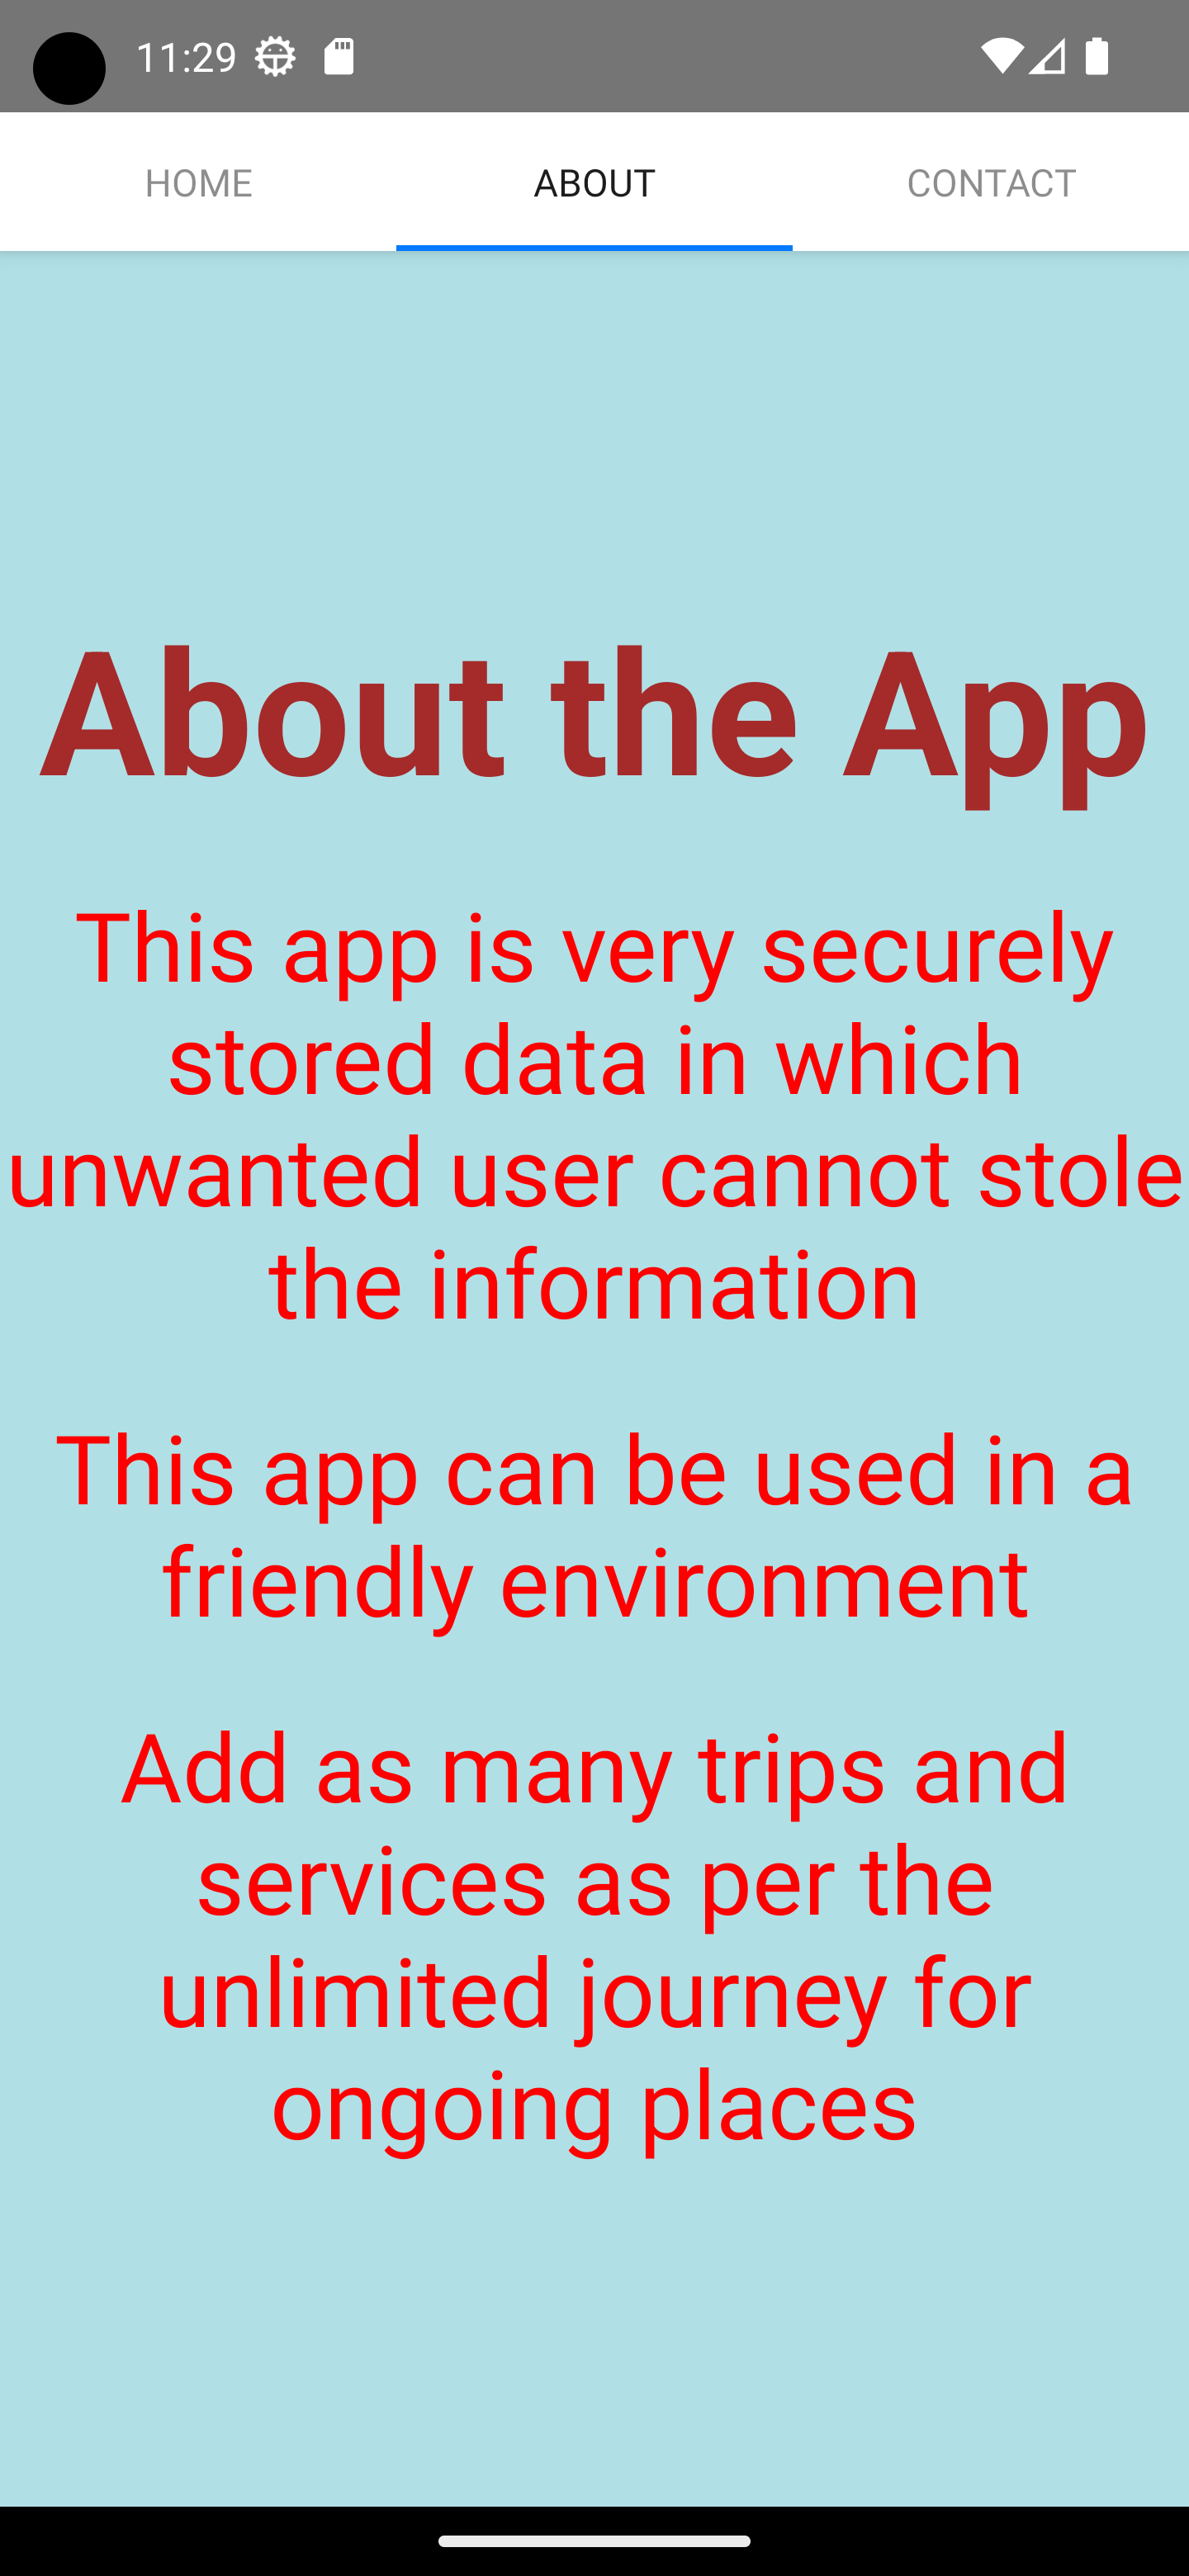 11:29
HOME ABOUT CONTACT
About the App
This app is very securely
stored data in which
unwanted user cannot stole
the information
This app can be used in a
friendly environment
Add as many trips and
services as per the
unlimited journey for
ongoing places